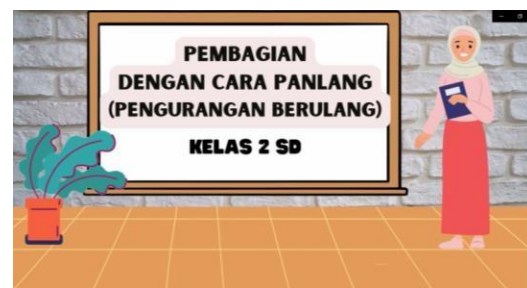 PEMBAGIAN
DENGAN CARA PANLANG
(PENGURANGAN BERULANG)
KELAS 2 SD